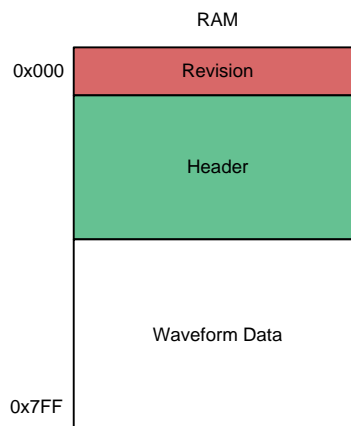 RAM
0x000
Revision
Header
Waveform Data
0x7FF